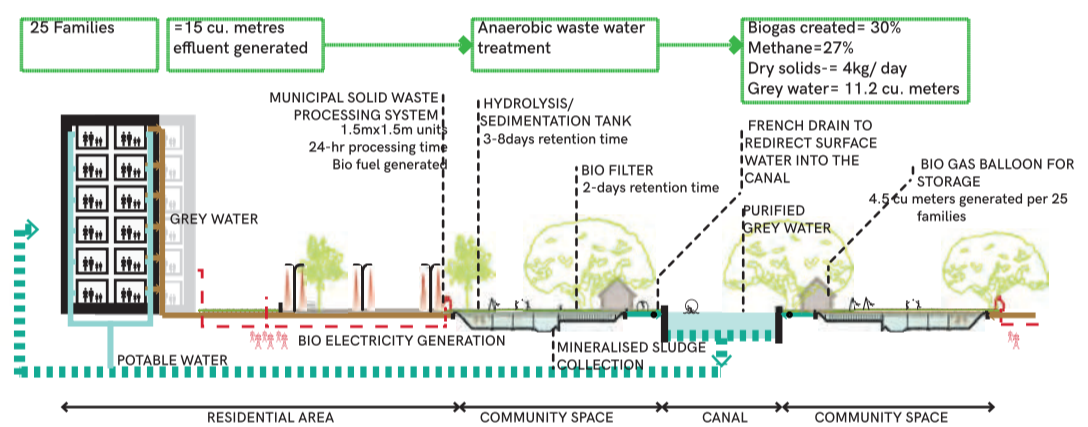 25 Families
=15 cu. metres
effluent generated
Anaerobic waste water
treatment
Biogas created= 30%
Methane=27%
Dry solids-= 4kg/ day
Grey water= 11.2 cu. meters
MUNICIPAL SOLID WASTE
PROCESSING SYSTEM
1.5mx1.5m units
24-hr processing time
Bio fuel generated
HYDROLYSIS/
SEDIMENTATION TANK
3-8days retention time
BIO FILTER
2-days retention time
FRENCH DRAIN TO
REDIRECT SURFACE
WATER INTO THE
CANAL
PURIFIED
GREY WATER
BIO GAS BALLOON FOR
STORAGE
4.5 cu meters generated per 25
families
GREY WATER
BIO ELECTRICITY GENERATION
MINERALISED SLUDGE
COLLECTION
POTABLE WATER
RESIDENTIAL AREA
COMMUNITY SPACE
CANAL
COMMUNITY SPACE